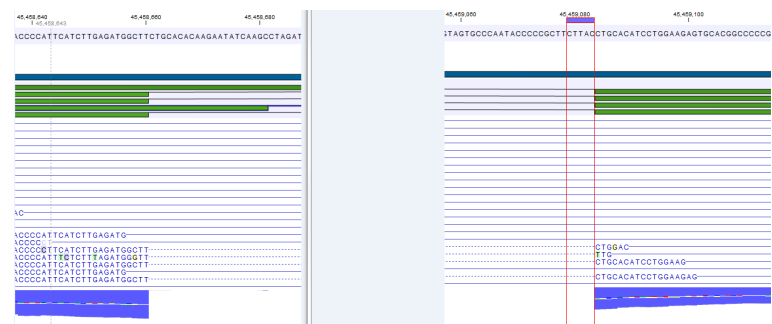 45,458,640 45,458,660 45,458,680 45,459,060 45,459,080 45,459,100
45,458,643
ACCCCATTCATCTTGAGATGGCTTCTGCACACAAGAATATCAAGCCTAGAT GTAGTGCCCAATACCCCCGCTTCTTACCTGCACATCCTGGAAGAGTGCACGGCCCCCG
AC
ACCCCATTCATCTTGAGATG
ACCCC CTGGAC
ACCCCCTTCATCTTGAGATGGCTT TTG
ACCCCATTTCTCTTTAGATGGGTT
ACCCCATTCATCTTGAGATGGCTT CTGCACATCCTGGAAG
ACCCCATTCATCTTGAGATG
ACCCCATTCATCTTGAGATGGCTT CTGCACATCCTGGAAGAG